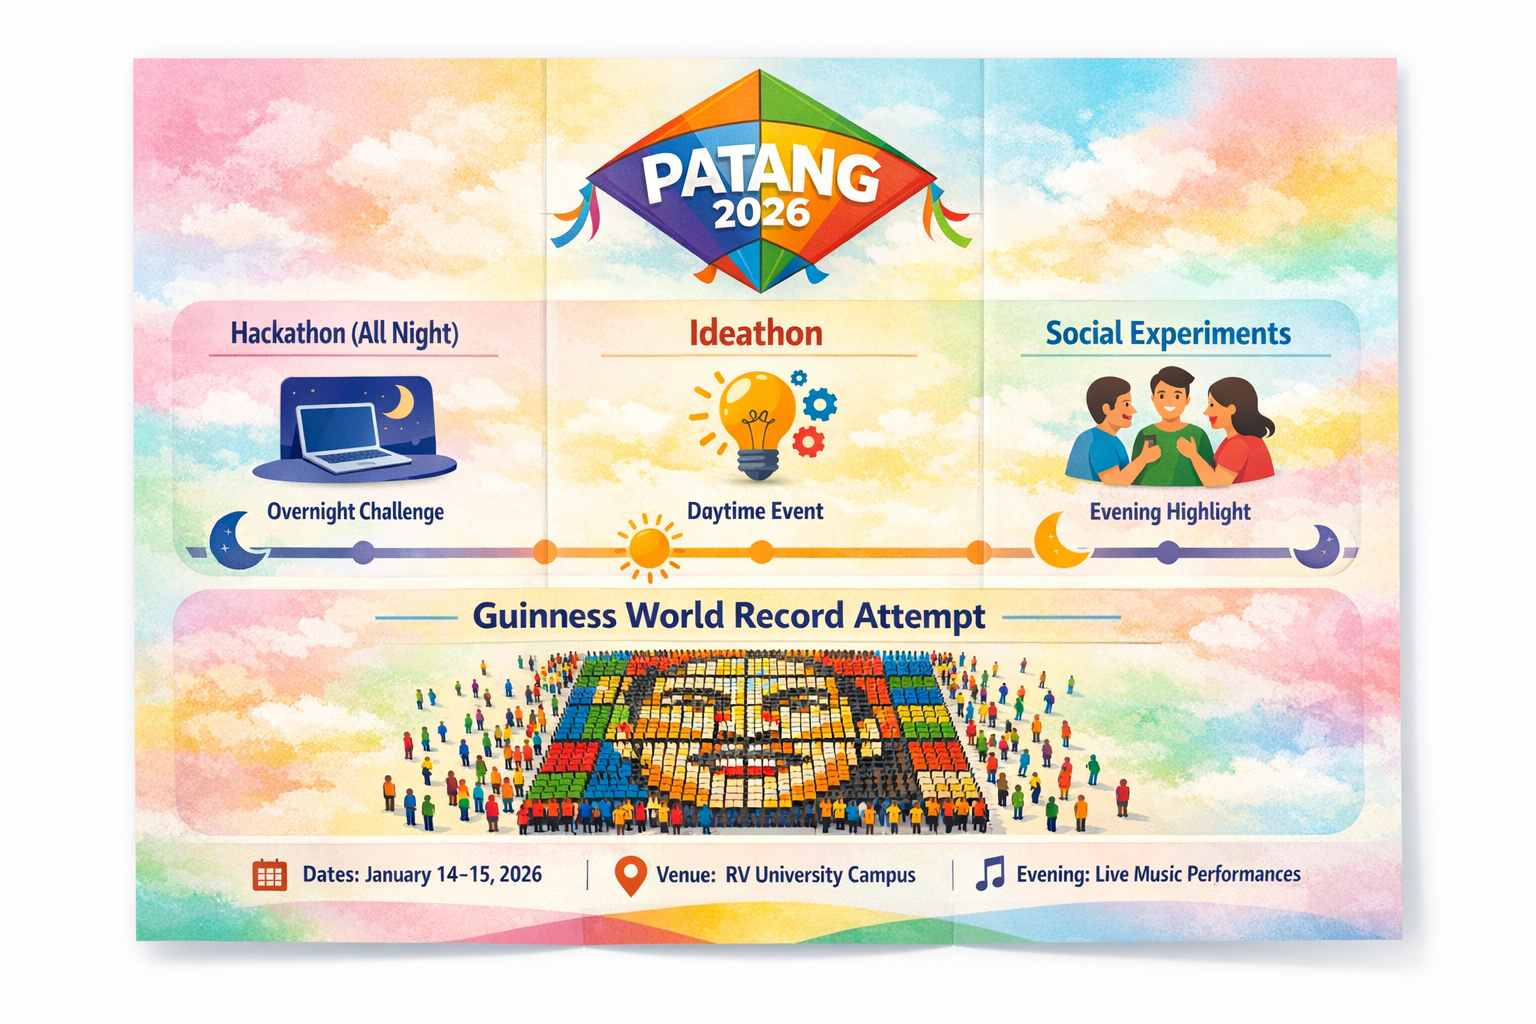 PATANG
2026
Hackathon (All Night)
Ideathon
Social Experiments
Overnight Challenge
Daytime Event
Evening Highlight
Guinness World Record Attempt
Dates: January 14–15, 2026
Venue: RV University Campus
Evening: Live Music Performances